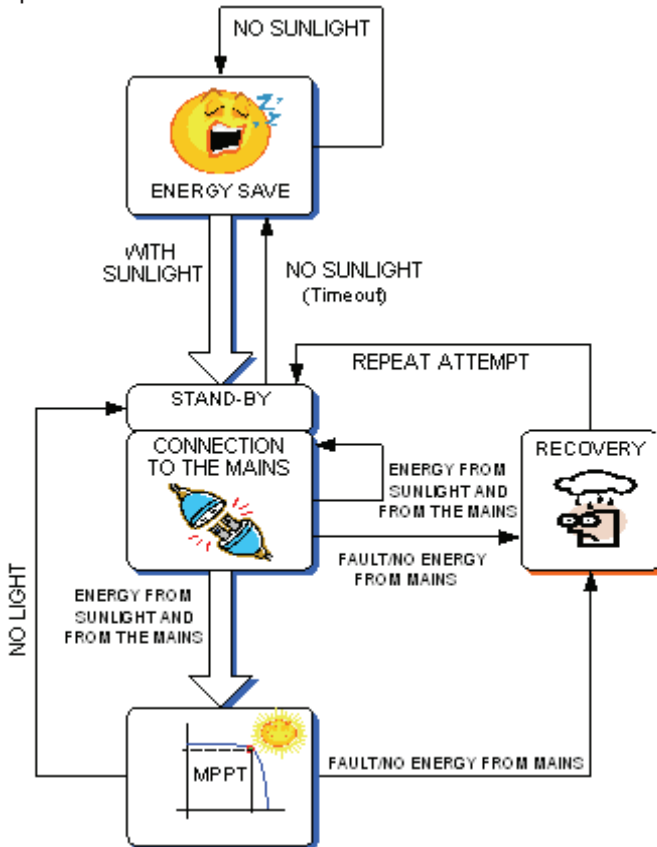 NO SUNLIGHT
ENERGY SAVE
WITH
SUNLIGHT
NO SUNLIGHT
(Timeout)
REPEAT ATTEMPT
STAND-BY
CONNECTION
TO THE MAINS
RECOVERY
ENERGY FROM
SUNLIGHT AND
FROM THE MAINS
FAULT/NO ENERGY
FROM MAINS
ENERGY FROM
SUNLIGHT AND
FROM THE MAINS
NO LIGHT
MPPT
FAULT/NO ENERGY FROM MAINS